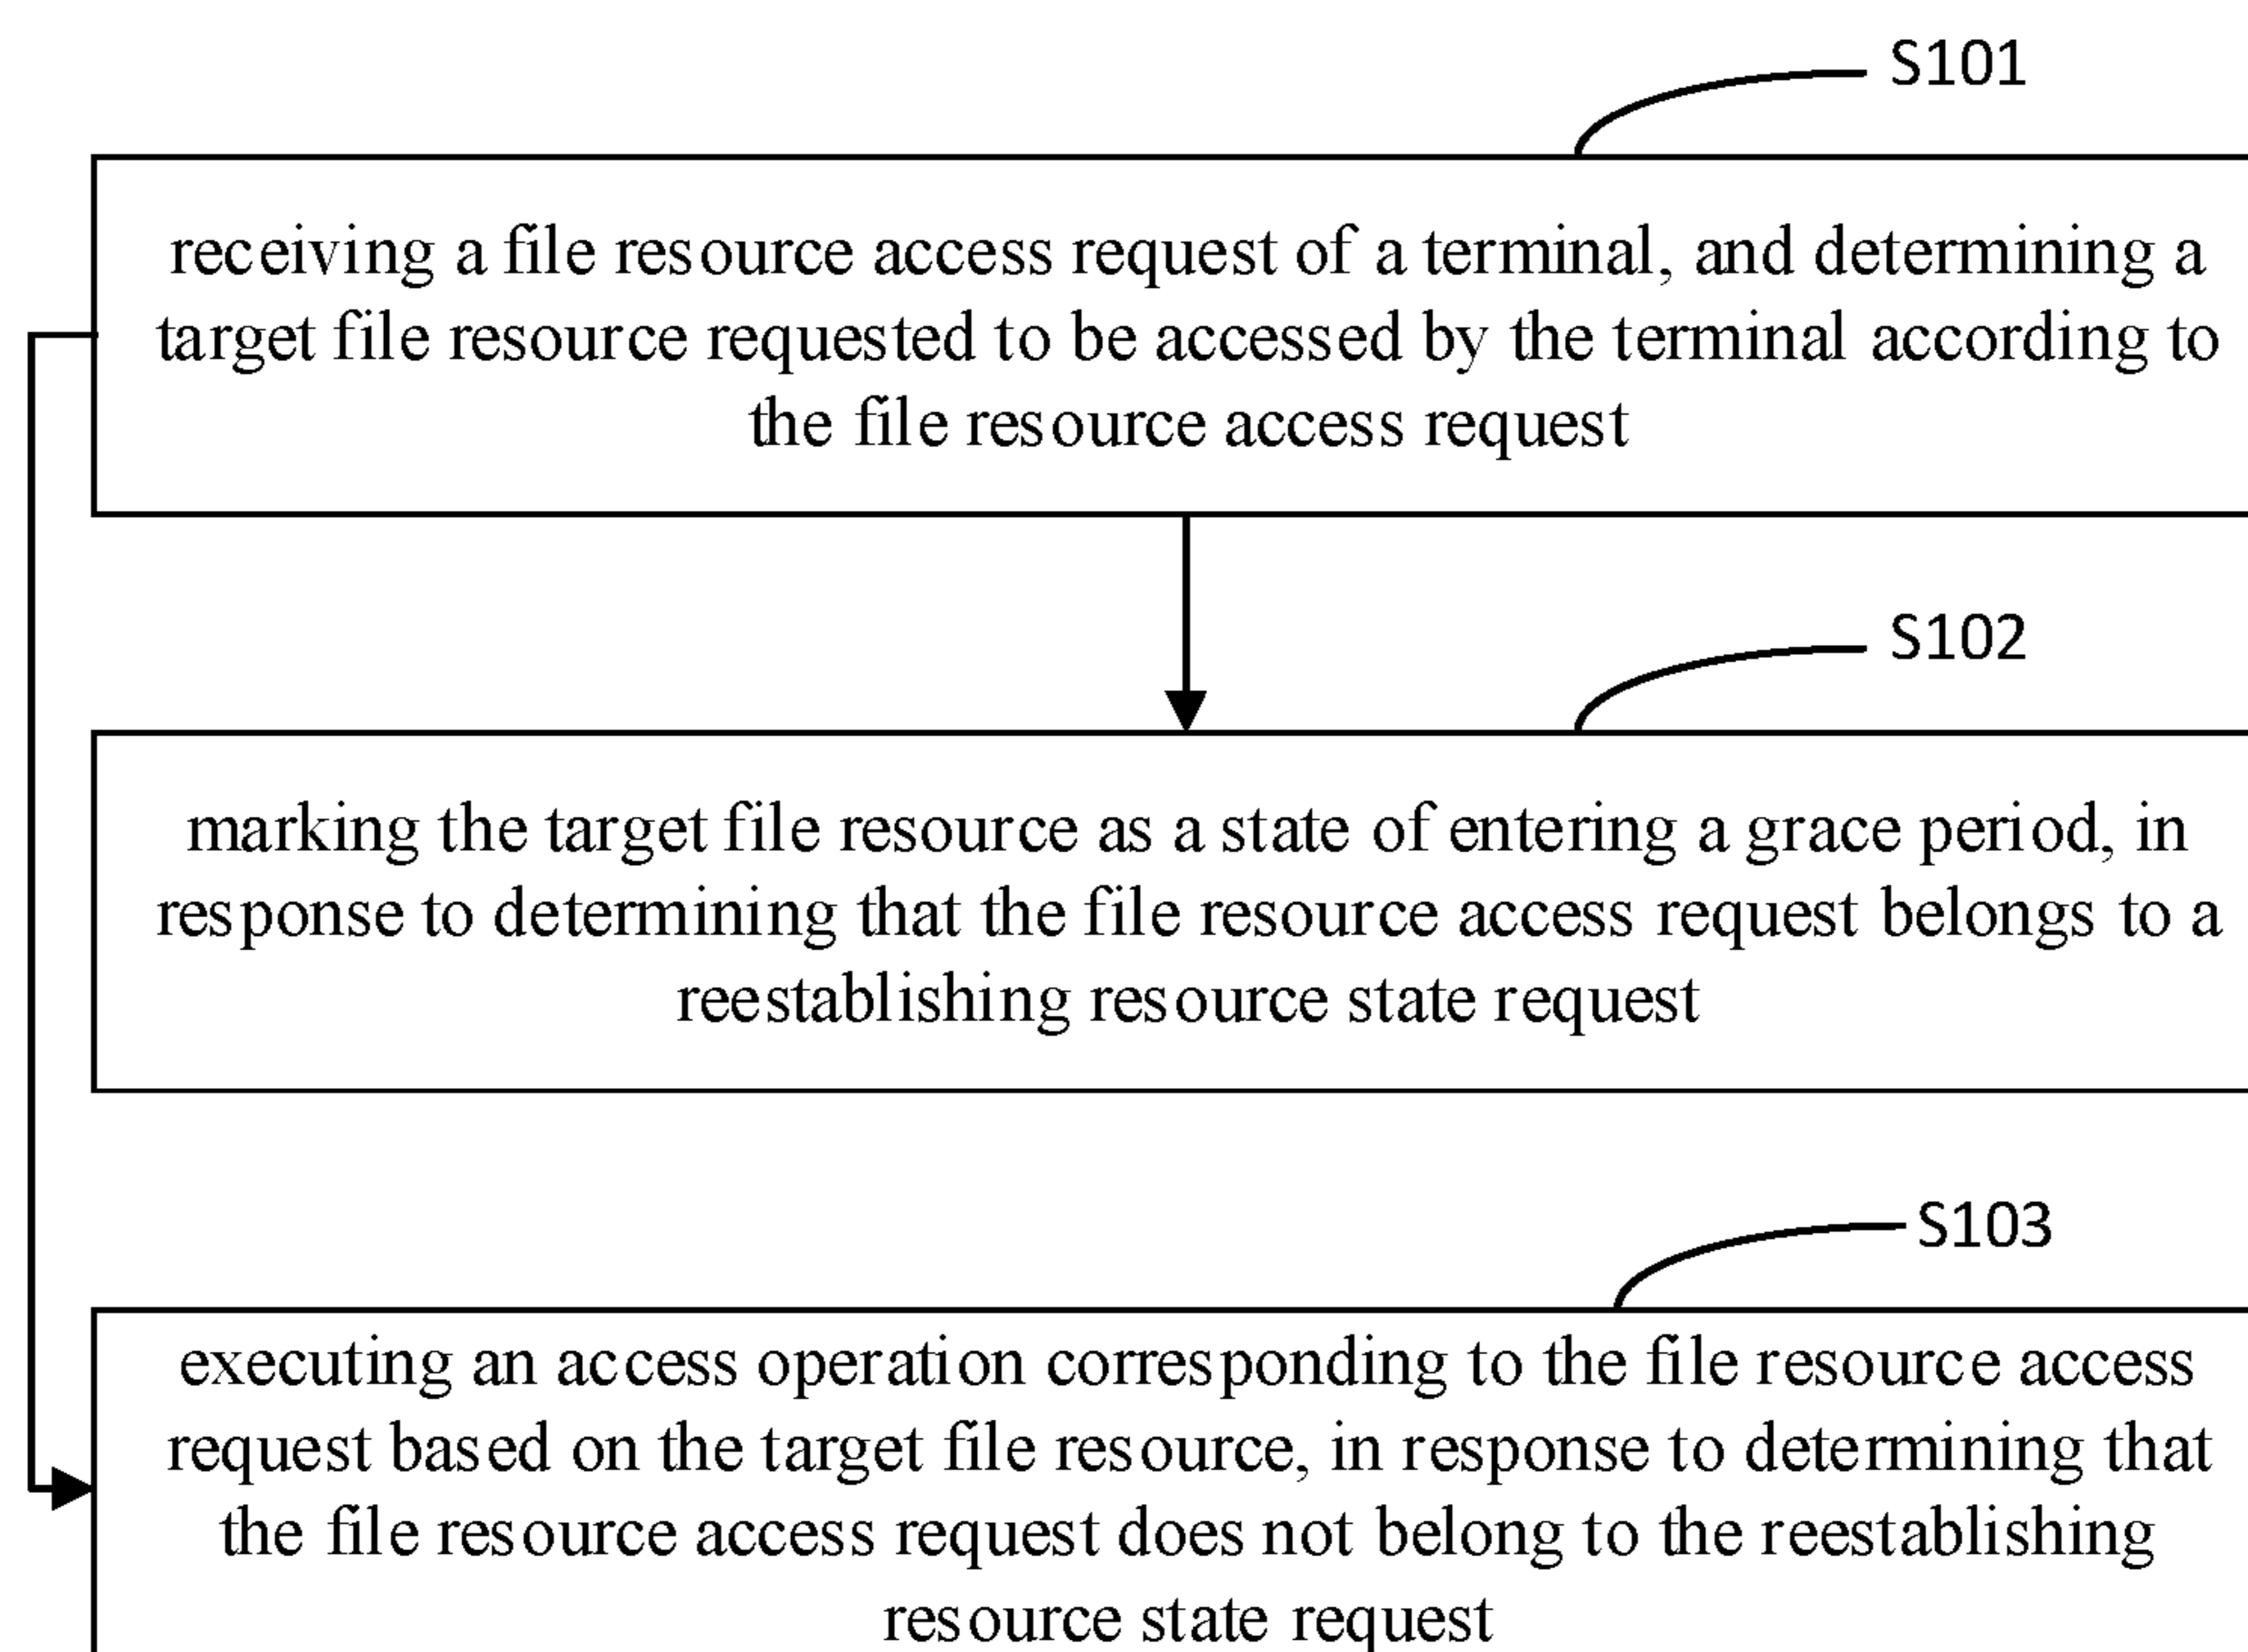 S101
receiving a file resource access request of a terminal, and determining a
target file resource requested to be accessed by the terminal according to
the file resource access request
S102
marking the target file resource as a state of entering a grace period, in
response to determining that the file resource access request belongs to a
reestablishing resource state request
S103
executing an access operation corresponding to the file resource access
request based on the target file resource, in response to determining that
the file resource access request does not belong to the reestablishing
resource state request